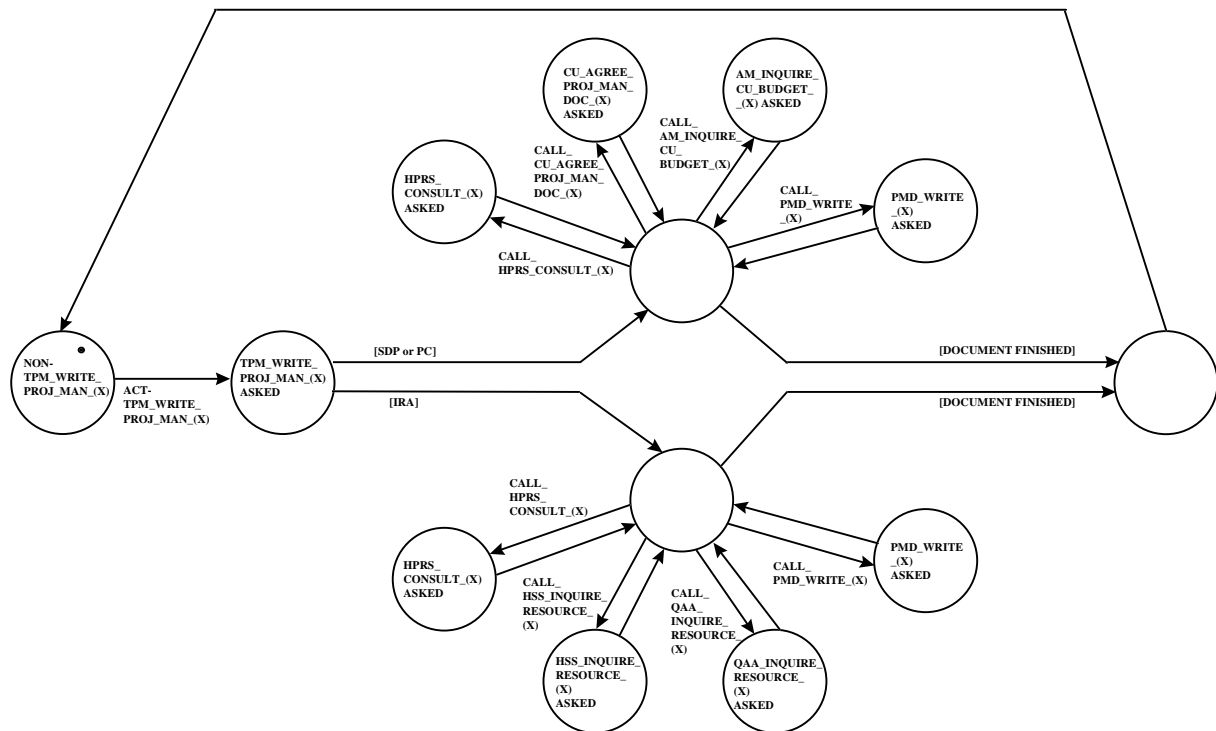 CU_AGREE_
PROJ_MAN_
DOC_(X)
ASKED
AM_INQUIRE_
CU_BUDGET_
_(X) ASKED
CALL_
AM_INQUIRE_
CU_
BUDGET_(X)
CALL_
CU_AGREE_
PROJ_MAN_
DOC_(X)
HPRS_
CONSULT_(X)
ASKED
CALL_
PMD_WRITE
_(X)
PMD_WRITE
_(X)
ASKED
CALL_
HPRS_CONSULT_(X)
NON-
TPM_WRITE_
PROJ_MAN_(X)
ACT-
TPM_WRITE_
PROJ_MAN_(X)
TPM_WRITE_
PROJ_MAN_(X)
ASKED
[SDP or PC]
[IRA]
[DOCUMENT FINISHED]
[DOCUMENT FINISHED]
CALL_
HPRS_
CONSULT_(X)
HPRS_
CONSULT_(X)
ASKED
CALL_
HSS_INQUIRE_
RESOURCE_
(X)
CALL_
QAA_
INQUIRE_
RESOURCE_
(X)
CALL_
PMD_WRITE_(X)
PMD_WRITE
_(X)
ASKED
HSS_INQUIRE_
RESOURCE_
(X)
ASKED
QAA_INQUIRE_
RESOURCE_
(X)
ASKED